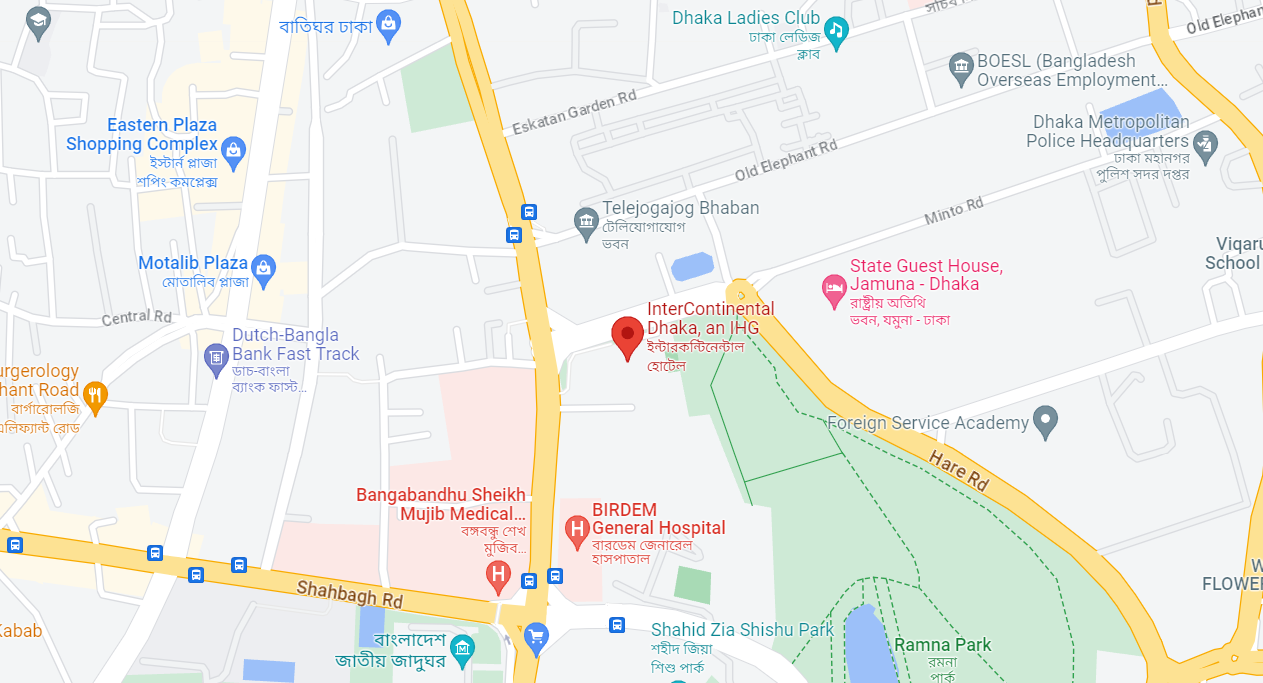 বাতিঘর ঢাকা
Dhaka Ladies Club
ঢাকা লেডিজ
ক্লাব
Old Elephant
BOESL (Bangladesh
Overseas Employment...
Eskatan Garden Rd
Eastern Plaza
Shopping Complex
ইস্টার্ন প্লাজা
শপিং কমপ্লেক্স
Dhaka Metropolitan
Police Headquarters
ঢাকা মহানগর
পুলিশ সদর দপ্তর
Old Elephant Rd
Telejogajog Bhaban
টেলিযোগাযোগ
ভবন
Minto Rd
Viqaru
School
Motalib Plaza
মোতালিব প্লাজা
State Guest House,
Jamuna - Dhaka
রাষ্ট্রীয় অতিথি
ভবন, যমুনা - ঢাকা
Central Rd
InterContinental
Dhaka, an IHG
ইন্টারকন্টিনেন্টাল
হোটেল
Dutch-Bangla
Bank Fast Track
ডাচ-বাংলা
ব্যাংক ফাস্ট...
urgerology
hant Road
বার্গারোলজি
এলিফ্যান্ট রোড
Foreign Service Academy
Hare Rd
Bangabandhu Sheikh
Mujib Medical...
বঙ্গবন্ধু শেখ
মুজিব...
H
BIRDEM
General Hospital
বারডেম জেনারেল
হাসপাতাল
H
Shahbagh Rd
W
FLOWE
Kabab
বাংলাদেশ
জাতীয় জাদুঘর
Shahid Zia Shishu Park
শহীদ জিয়া
শিশু পার্ক
Ramna Park
রমনা
পার্ক